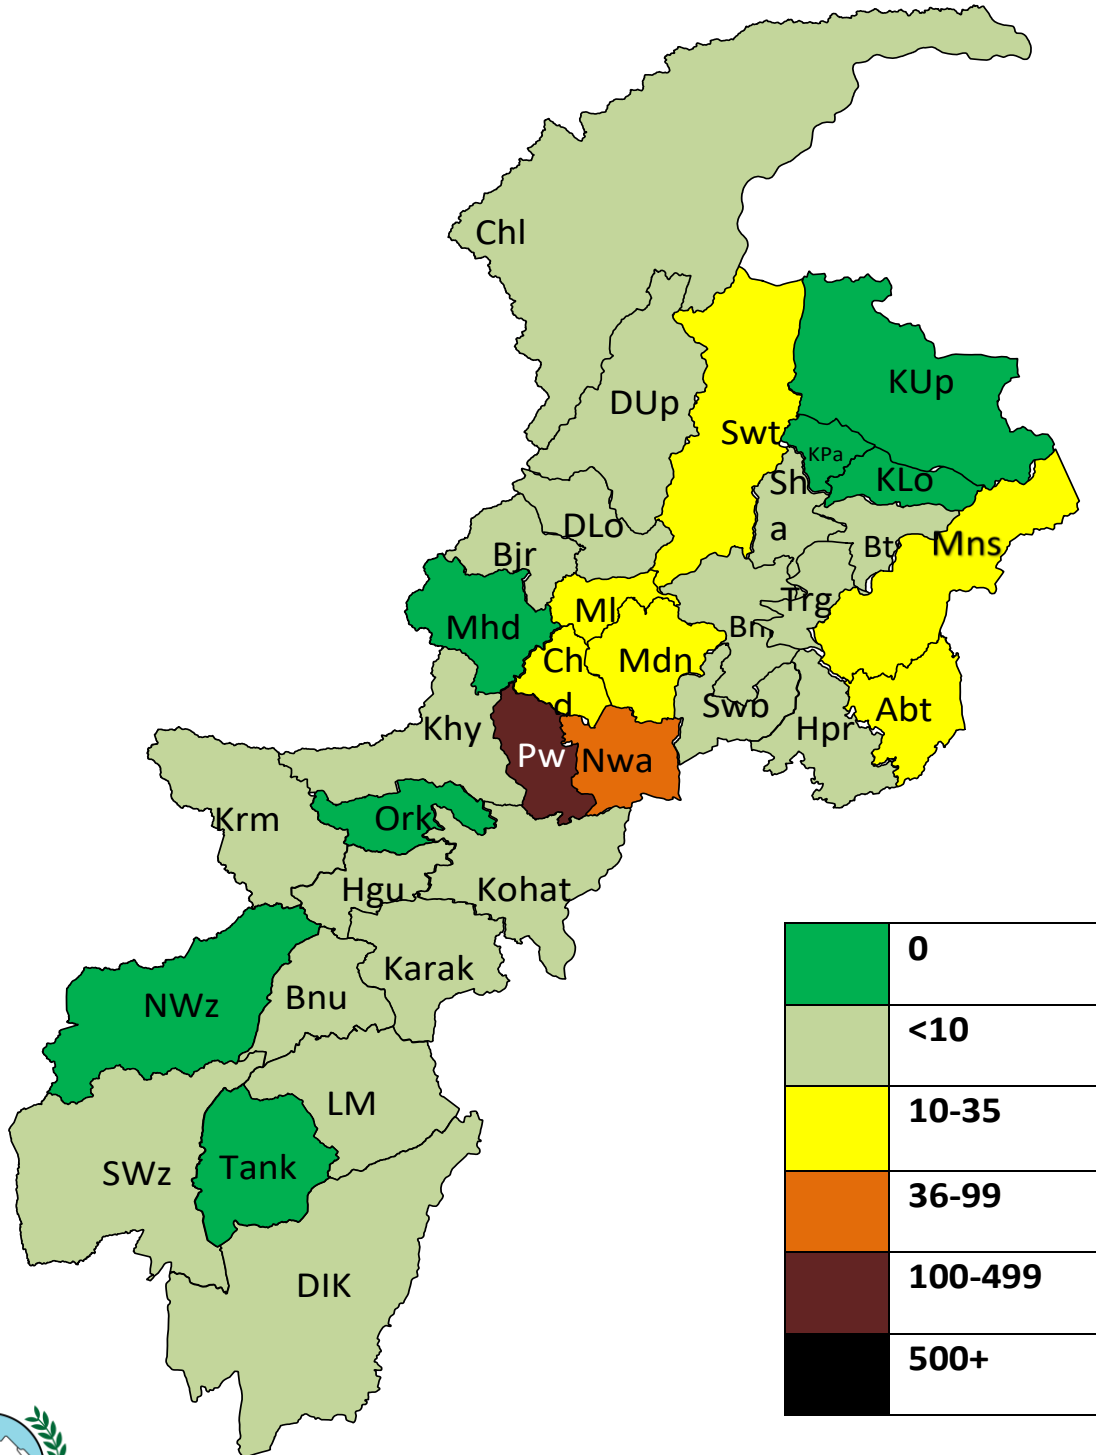 Chl
KUp
DUp
Swt
KPa
KLo
Sh
a
DLo
Bt
Mns
Bjr
Trg
Ml
Mhd
Bn
Ch
d
Mdn
Swb
Abt
Khy
Hpr
Pw
Nwa
Krm
Ork
Hgu
Kohat
Karak
NWz
Bnu
LM
SWz
Tank
DIK
0
<10
10-35
36-99
100-499
500+